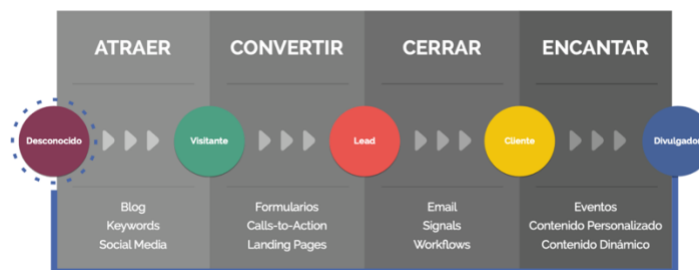 ATRAER
CONVERTIR
CERRAR
ENCANTAR
Desconocido
Visitante
Lead
Cliente
Divulgador
Blog
Keywords
Social Media
Formularios
Calls-to-Action
Landing Pages
Email
Signals
Workflows
Eventos
Contenido Personalizado
Contenido Dinámico